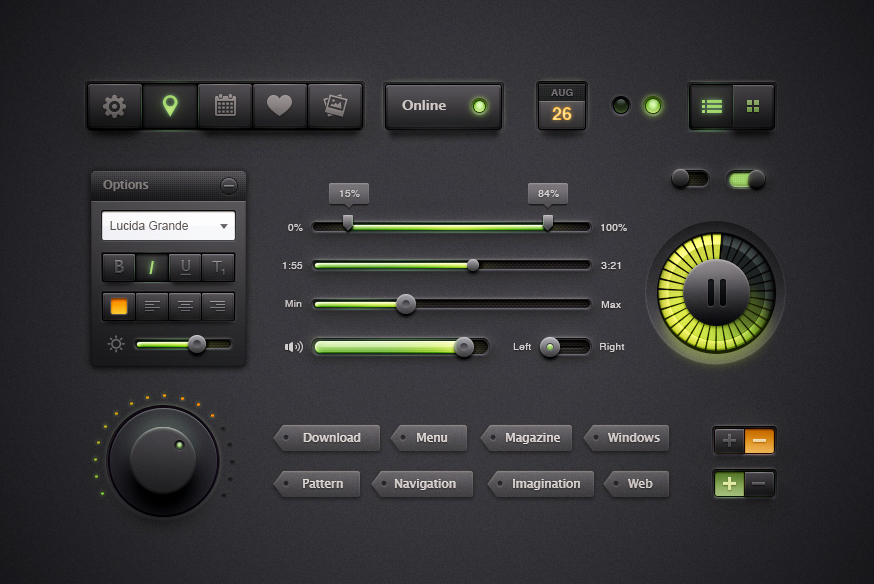 Online
AUG
26
Options
Lucida Grande
B I U T1
15% 84%
0% 100%
1:55 3:21
Min Max
Left Right
Download Menu Magazine Windows
Pattern Navigation Imagination Web